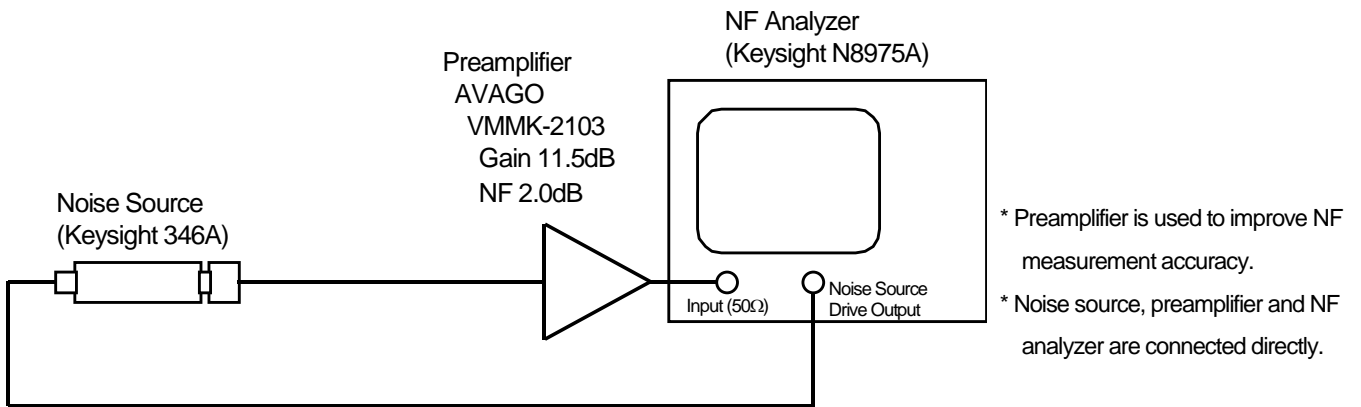 NF Analyzer
(Keysight N8975A)
Preamplifier
AVAGO
VMMK-2103
Gain 11.5dB
NF 2.0dB
Noise Source
(Keysight 346A)
Input (50Ω)
Noise Source
Drive Output
* Preamplifier is used to improve NF
measurement accuracy.
* Noise source, preamplifier and NF
analyzer are connected directly.